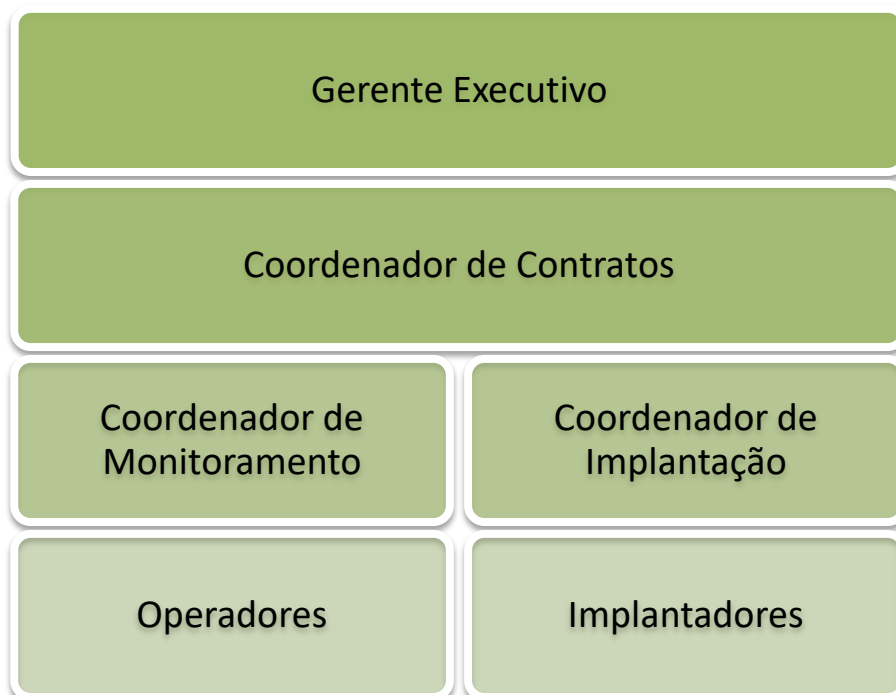 Gerente Executivo
Coordenador de Contratos
Coordenador de
Monitoramento
Coordenador de
Implantação
Operadores
Implantadores